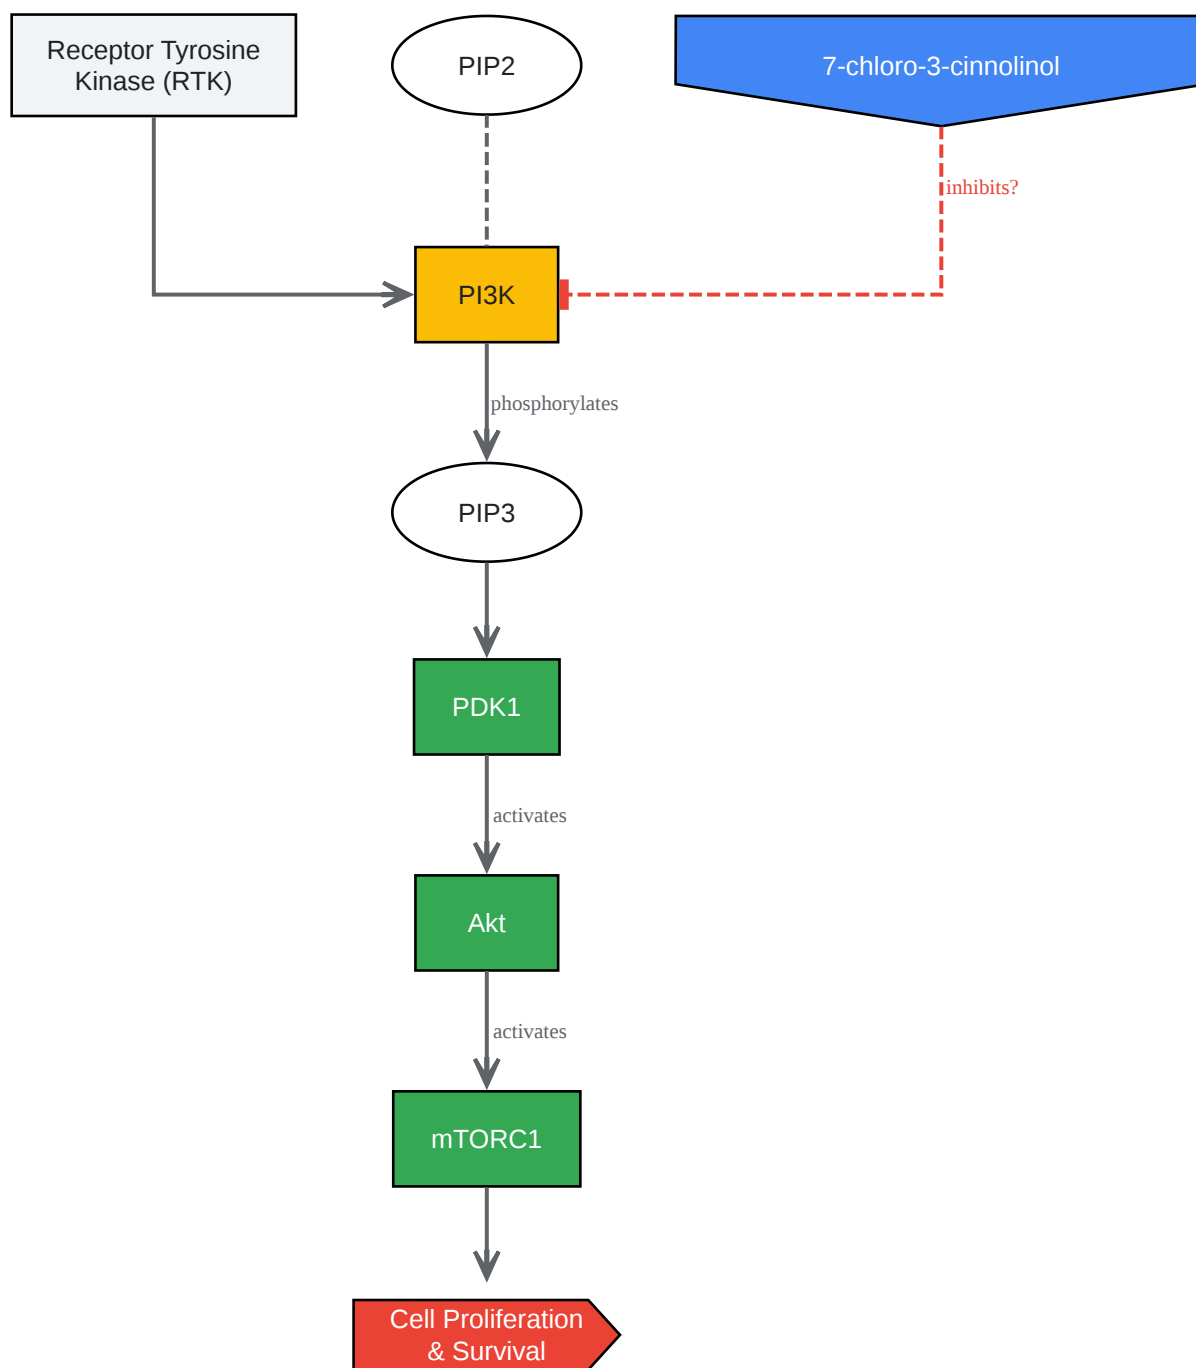 Receptor Tyrosine
Kinase (RTK)
PIP2
7-chloro-3-cinnolinol
inhibits?
PI3K
phosphorylates
PIP3
PDK1
activates
Akt
activates
mTORC1
Cell Proliferation
& Survival